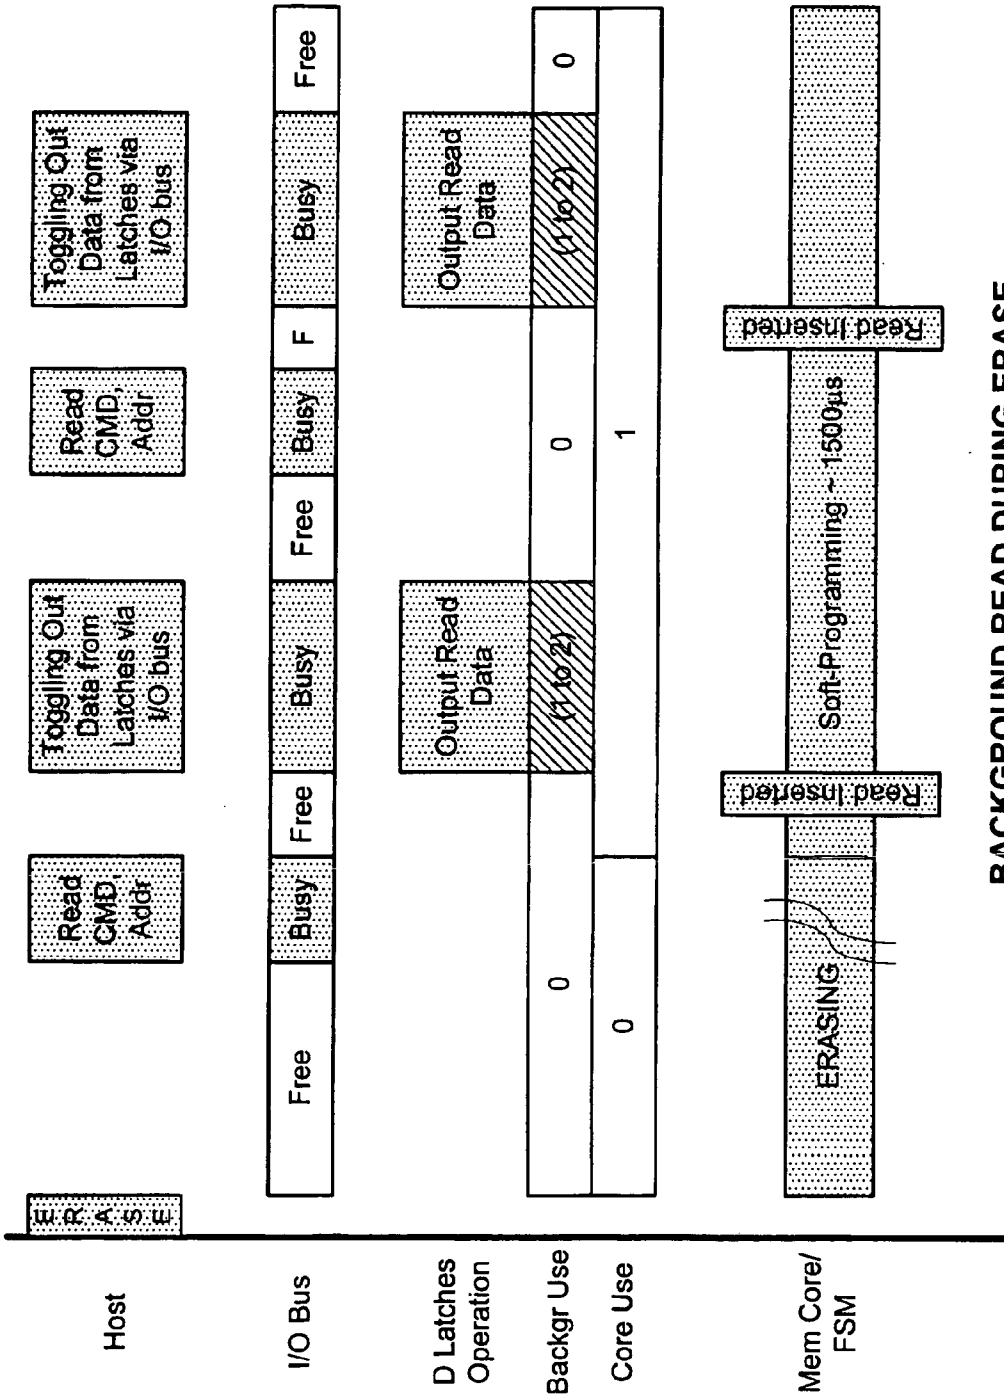 Host
E R A S E
Read
CMD,
Addr
Toggling Out
Data from
Latches via
I/O bus
Read
CMD,
Addr
Toggling Out
Data from
Latches via
I/O bus
I/O Bus
Free
Busy
Free
Busy
Free
Busy
F
Busy
Free
D Latches
Operation
Output Read
Data
Output Read
Data
Backgr Use
0
(1 to 2)
0
(1 to 2)
0
Core Use
0
1
Mem Core/
FSM
ERASING
Read Inserted
Soft-Programming ~ 1500µs
Read Inserted
BACKGROUND READ DURING ERASE